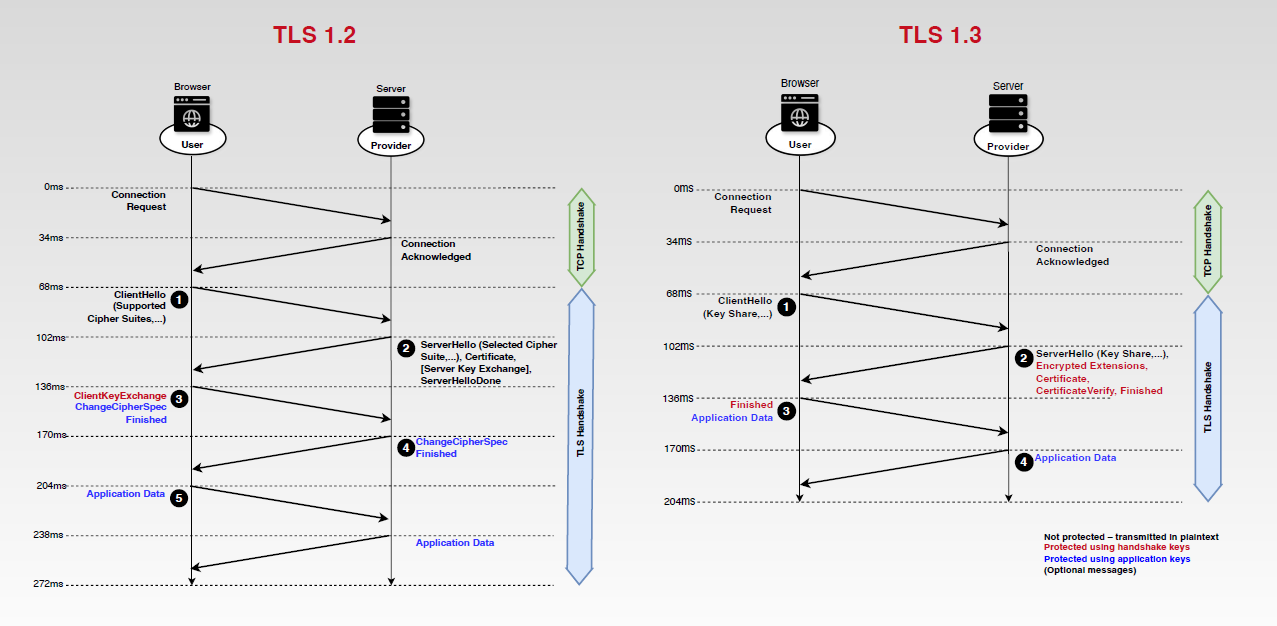 TLS 1.2
Browser
Server
User
Provider
0ms
Connection
Request
34ms
Connection
Acknowledged
TCP Handshake
68ms
ClientHello
(Supported
Cipher Suites,...)
1
102ms
2
ServerHello (Selected Cipher
Suite,...), Certificate,
[Server Key Exchange],
ServerHelloDone
136ms
ClientKeyExchange
ChangeCipherSpec
Finished
3
170ms
4
ChangeCipherSpec
Finished
TLS Handshake
204ms
Application Data
5
238ms
Application Data
272ms
TLS 1.3
Browser
Server
User
Provider
0ms
Connection
Request
34ms
Connection
Acknowledged
TCP Handshake
68ms
ClientHello
(Key Share,...)
1
102ms
2
ServerHello (Key Share,...),
Encrypted Extensions,
Certificate,
CertificateVerify, Finished
136ms
Finished
Application Data
3
TLS Handshake
170ms
4
Application Data
204ms
Not protected – transmitted in plaintext
Protected using handshake keys
Protected using application keys
(Optional messages)